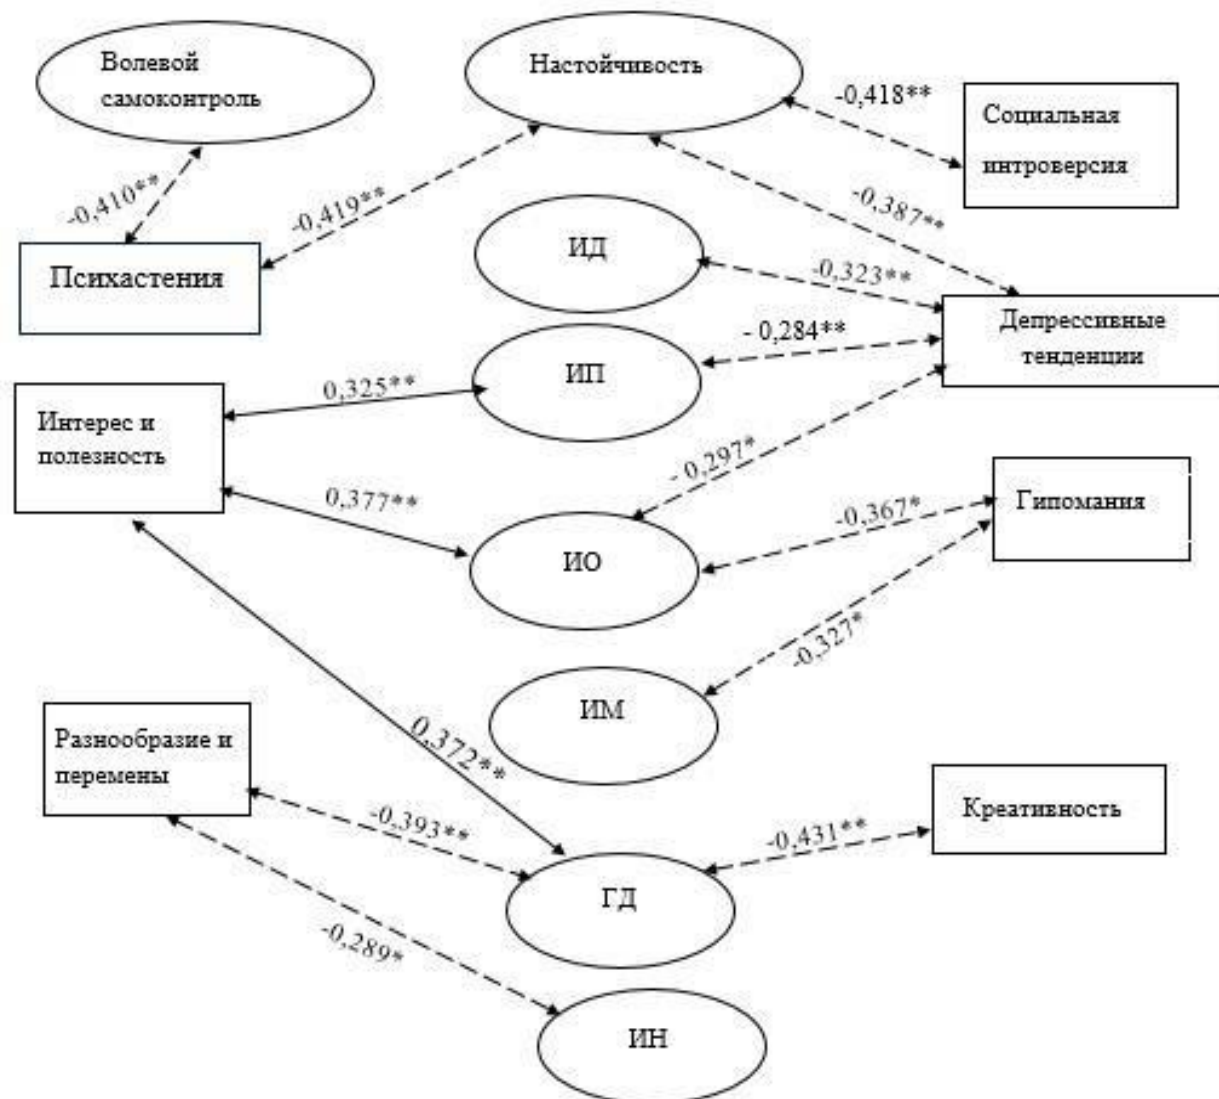 Волевой
самоконтроль
Настойчивость
-0,418**
Социальная
интроверсия
-0,410**
-0,419**
-0,387**
Психастения
ИД
-0,323**
Депрессивные
тенденции
- 0,284**
ИП
0,325**
Интерес и
полезность
- 0,297*
0,377**
-0,367*
Гипомания
ИО
-0,327*
ИМ
0,372**
Разнообразие и
перемены
-0,393**
-0,431**
Креативность
ГД
-0,289*
ИН